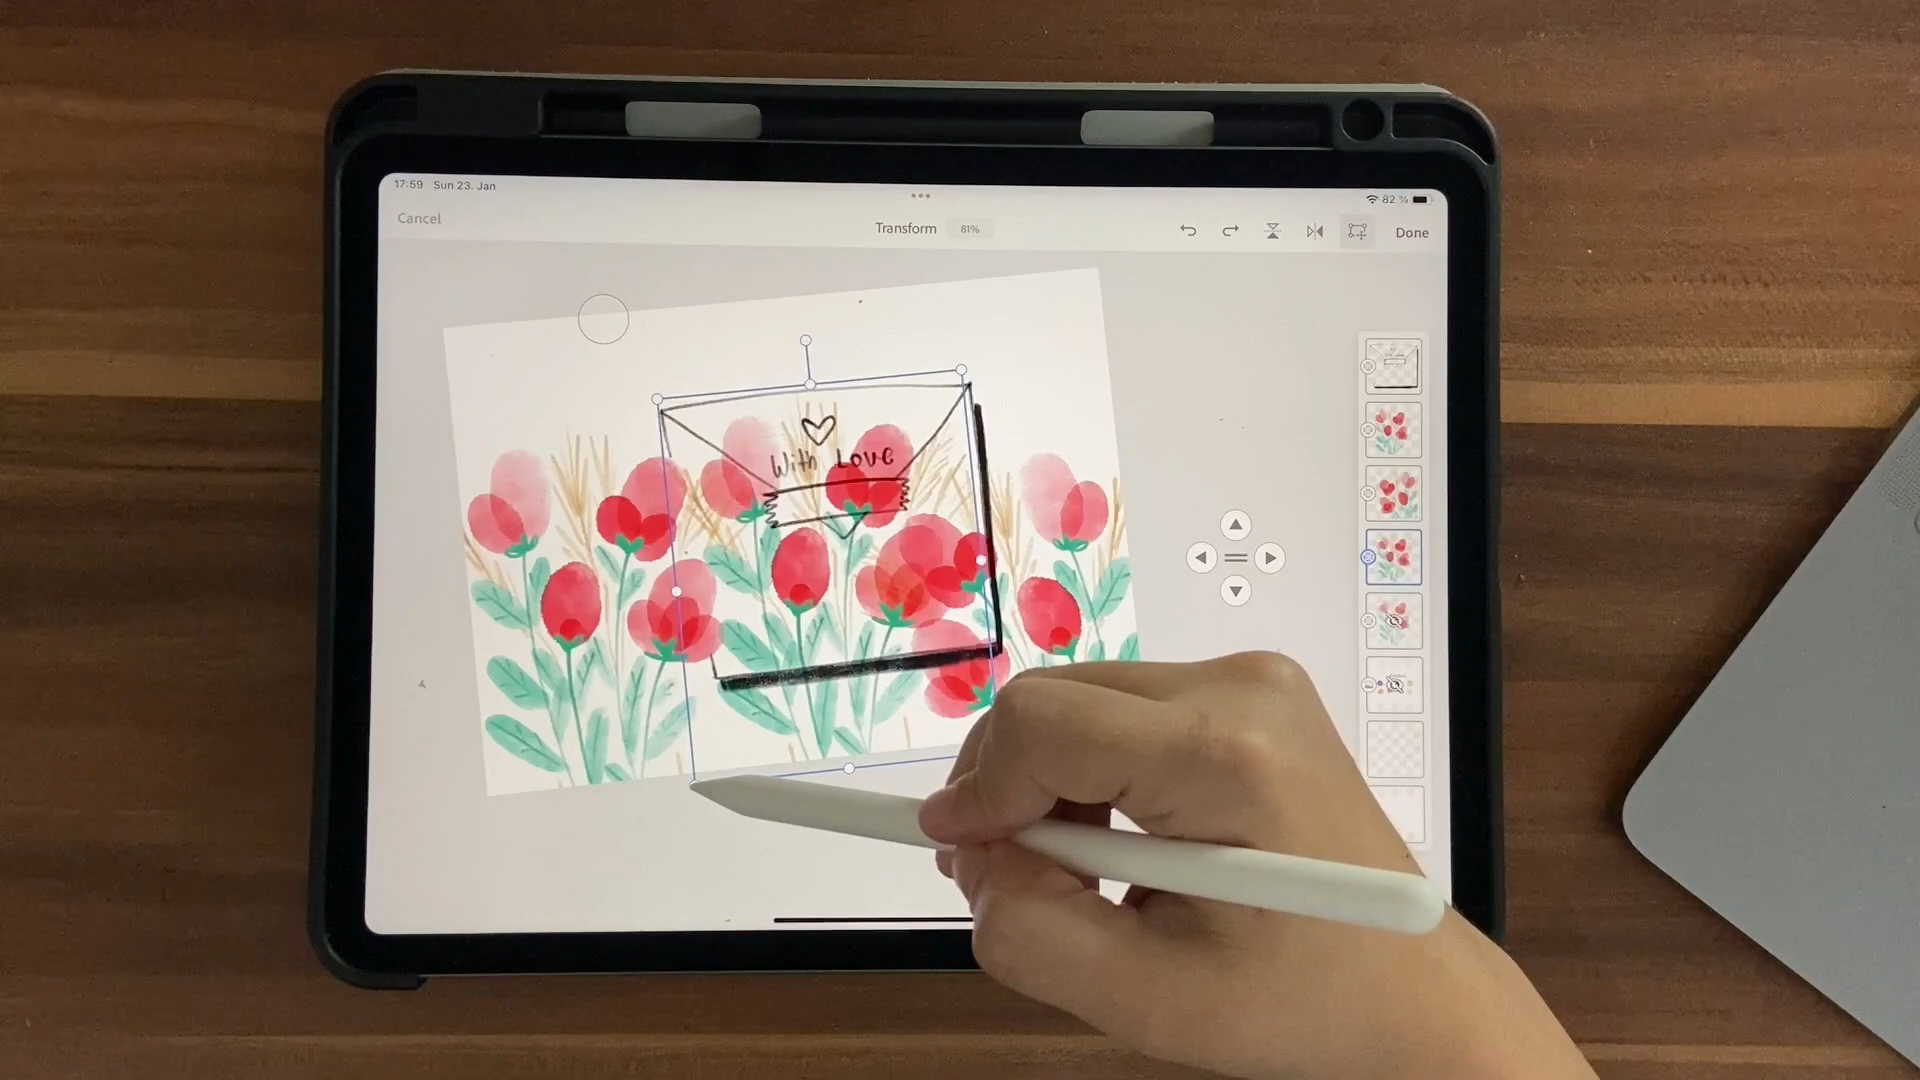 17:59 Sun 23. Jan
82 %
Cancel
Transform 81%
Done
With Love